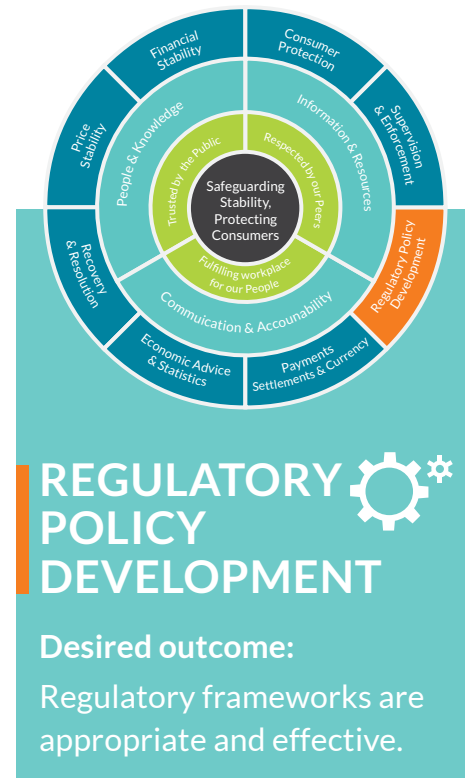 Financial
Stability
Consumer
Protection
Price
Stability
Supervision
& Enforcement
People & Knowledge
Information & Resources
Trusted by the Public
Respected by our Peers
Safeguarding
Stability,
Protecting
Consumers
Recovery
& Resolution
Regulatory Policy
Development
Fulfilling workplace
for our People
Commuication & Accounability
Economic Advice
& Statistics
Payments
Settlements & Currency
REGULATORY
POLICY
DEVELOPMENT
Desired outcome:
Regulatory frameworks are
appropriate and effective.